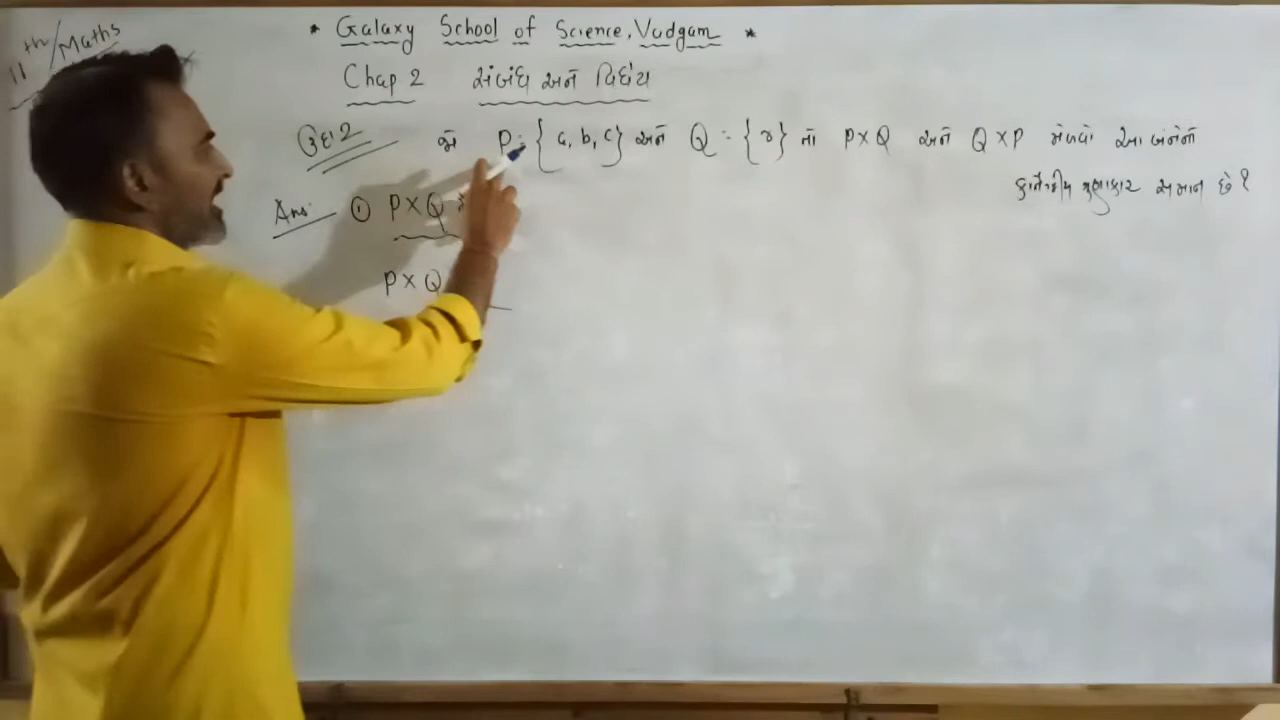 11th/Maths
* Galaxy School of Science, Vadgam *
Chap 2 સંબંધ અને વિધેય
ઉદા 2 જો P = {a, b, c} અને Q = {r} તો P×Q અને Q×P મેળવો આ બંનેનો
કાર્તેઝીય ગુણાકાર સમાન છે?
Ans: ① P×Q
P×Q